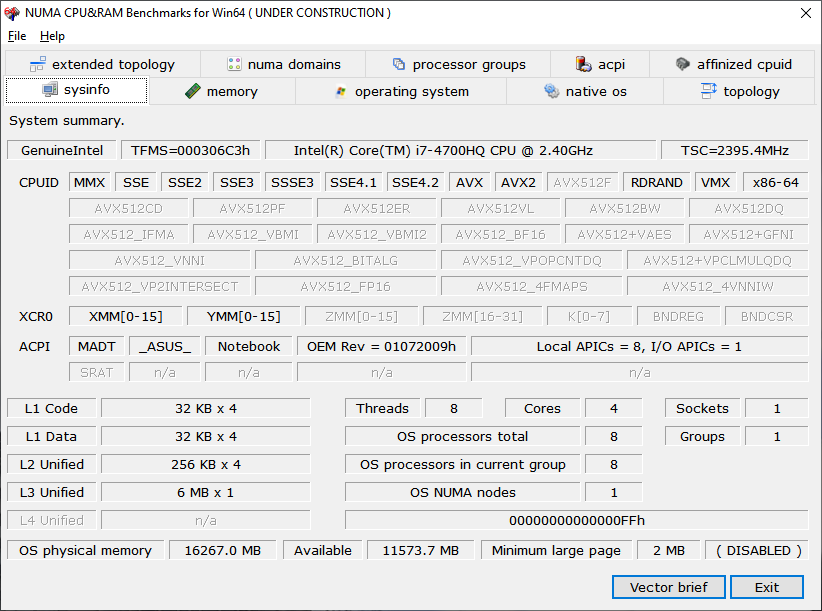 NUMA CPU&RAM Benchmarks for Win64 ( UNDER CONSTRUCTION )
File Help
extended topology numa domains processor groups acpi affinized cpuid
sysinfo memory operating system native os topology
System summary.
GenuineIntel TFMS=000306C3h Intel(R) Core(TM) i7-4700HQ CPU @ 2.40GHz TSC=2395.4MHz
CPUID MMX SSE SSE2 SSE3 SSSE3 SSE4.1 SSE4.2 AVX AVX2 AVX512F RDRAND VMX x86-64
AVX512CD AVX512PF AVX512ER AVX512VL AVX512BW AVX512DQ
AVX512_IFMA AVX512_VBMI AVX512_VBMI2 AVX512_BF16 AVX512+VAES AVX512+GFNI
AVX512_VNNI AVX512_BITALG AVX512_VPOPCNTDQ AVX512+VPCLMULQDQ
AVX512_VP2INTERSECT AVX512_FP16 AVX512_4FMAPS AVX512_4VNNIW
XCR0 XMM[0-15] YMM[0-15] ZMM[0-15] ZMM[16-31] K[0-7] BNDREG BNDCSR
ACPI MADT _ASUS_ Notebook OEM Rev = 01072009h Local APICs = 8, I/O APICs = 1
SRAT n/a n/a n/a n/a
L1 Code 32 KB x 4 Threads 8 Cores 4 Sockets 1
L1 Data 32 KB x 4 OS processors total 8 Groups 1
L2 Unified 256 KB x 4 OS processors in current group 8
L3 Unified 6 MB x 1 OS NUMA nodes 1
L4 Unified n/a 00000000000000FFh
OS physical memory 16267.0 MB Available 11573.7 MB Minimum large page 2 MB ( DISABLED )
Vector brief Exit